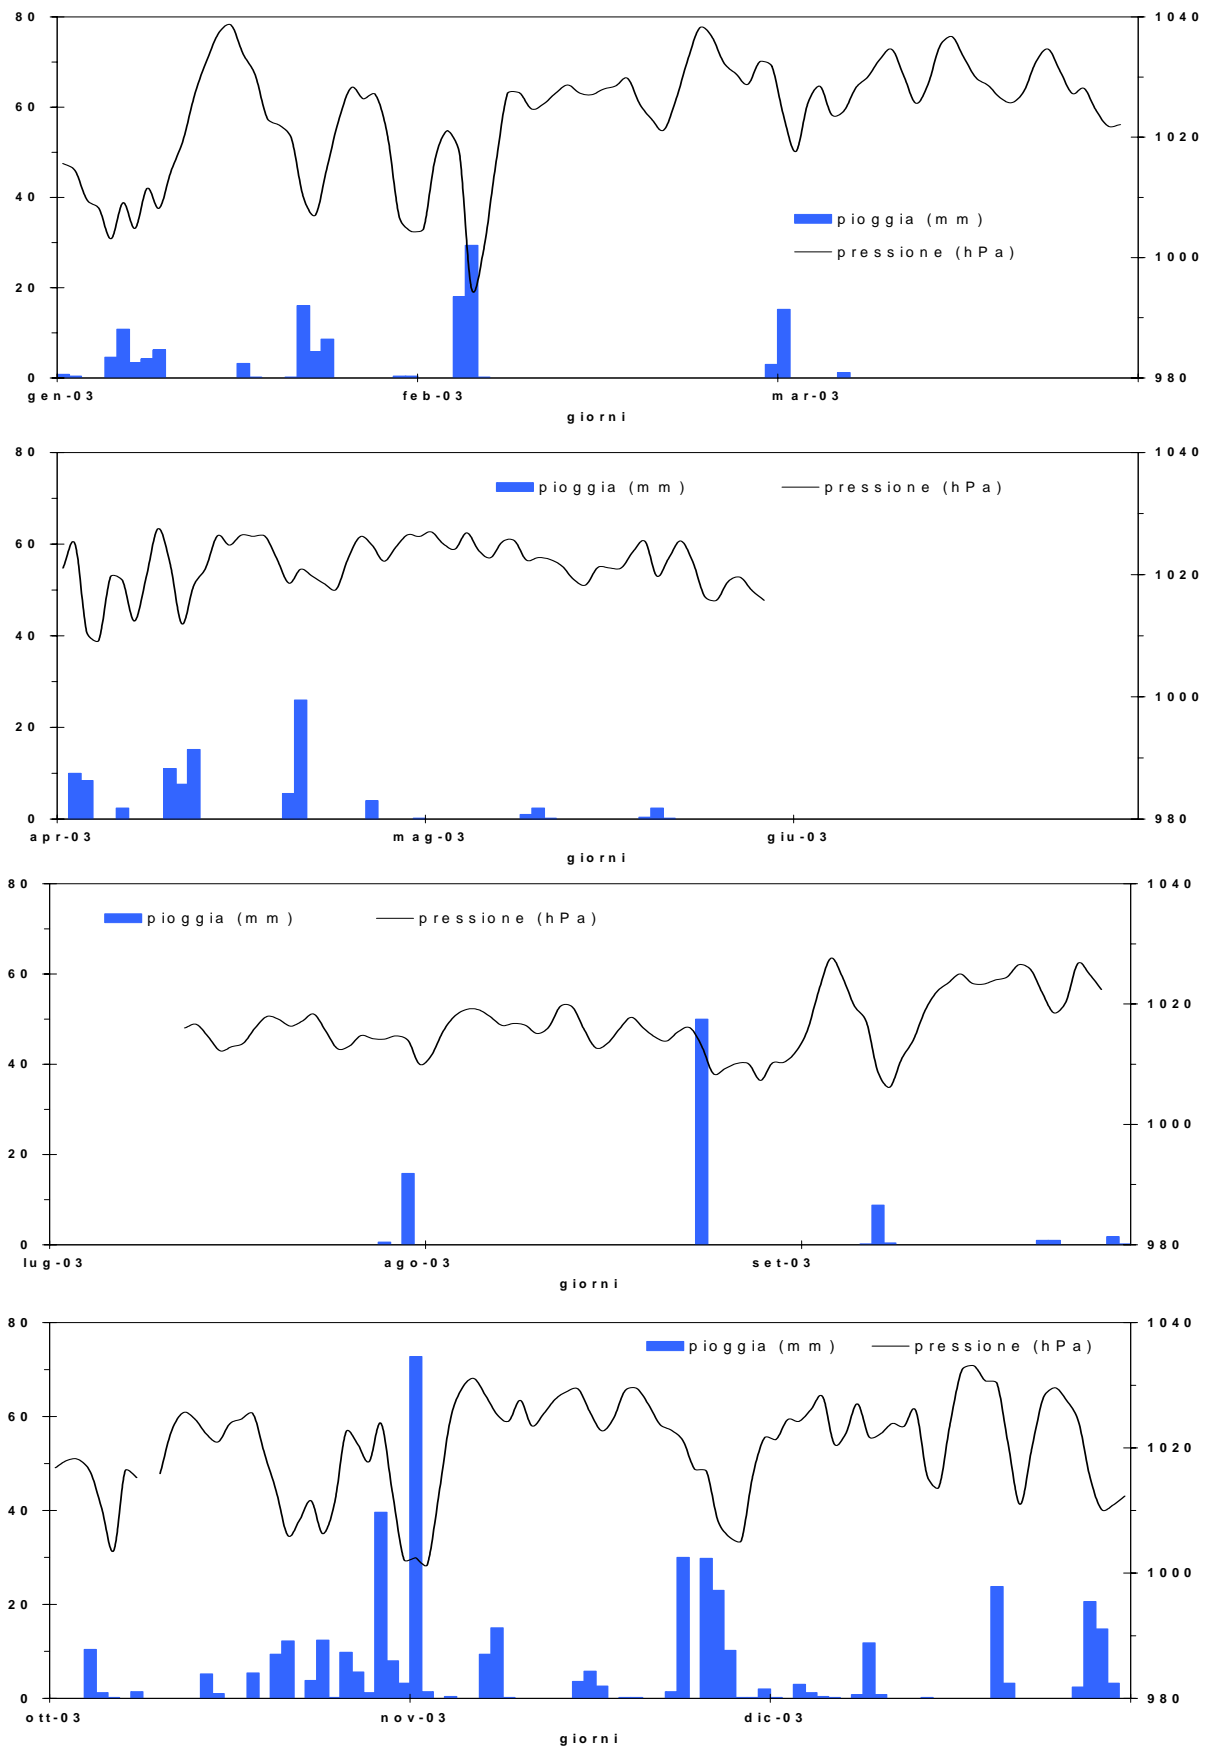 80 1040
60 1020
40
pioggia (mm)
pressione (hPa)
1000
20
0 980
gen-03 feb-03 mar-03
giorni
80 1040
pioggia (mm) pressione (hPa)
60 1020
40
1000
20
0 980
apr-03 mag-03 giu-03
giorni
80 1040
pioggia (mm) pressione (hPa)
60 1020
40
1000
20
0 980
lug-03 ago-03 set-03
giorni
80 1040
pioggia (mm) pressione (hPa)
60 1020
40
1000
20
0 980
ott-03 nov-03 dic-03
giorni